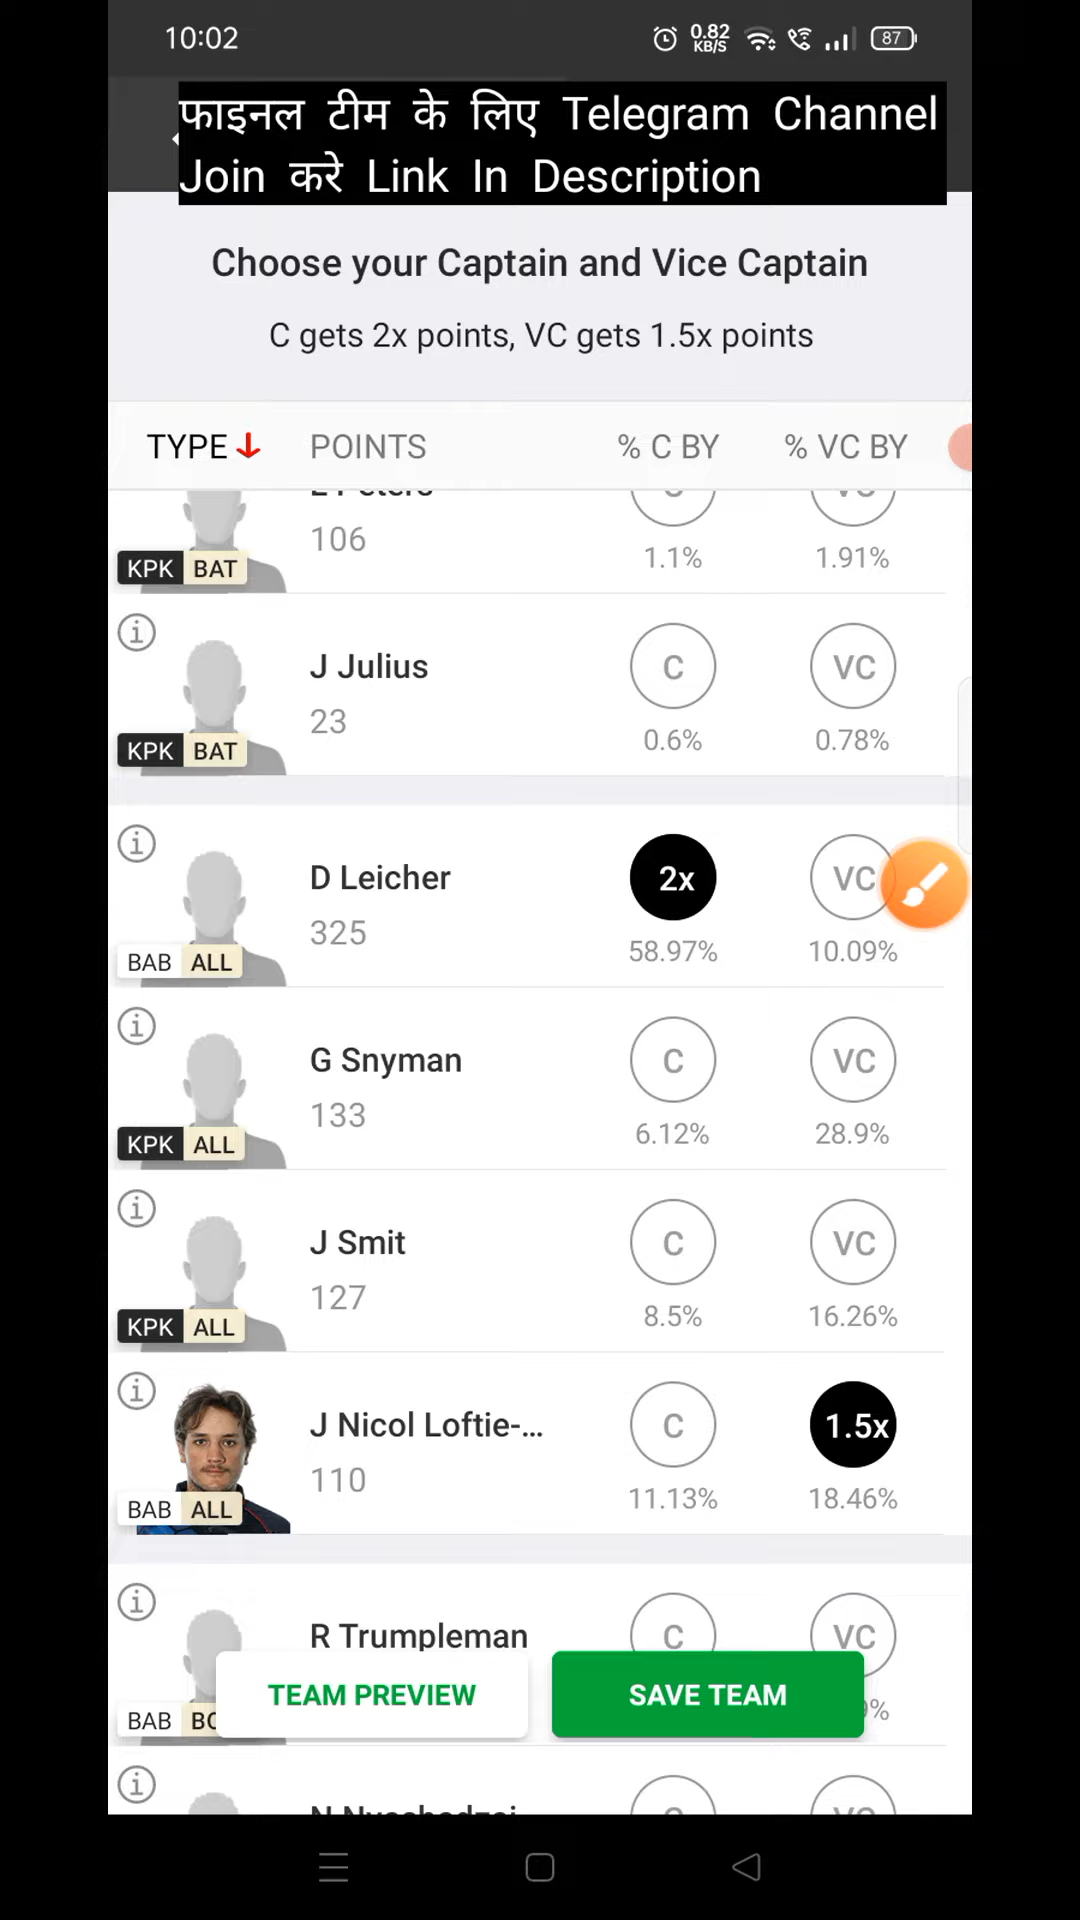 10:02
0.82
KB/S
87
फाइनल टीम के लिए Telegram Channel
Join करे Link In Description
Choose your Captain and Vice Captain
C gets 2x points, VC gets 1.5x points
TYPE POINTS % C BY % VC BY
106 1.1% 1.91%
KPK BAT
J Julius C VC
23 0.6% 0.78%
KPK BAT
D Leicher 2x VC
325 58.97% 10.09%
BAB ALL
G Snyman C VC
133 6.12% 28.9%
KPK ALL
J Smit C VC
127 8.5% 16.26%
KPK ALL
J Nicol Loftie-... C 1.5x
110 11.13% 18.46%
BAB ALL
R Trumpleman C VC
TEAM PREVIEW SAVE TEAM
BAB